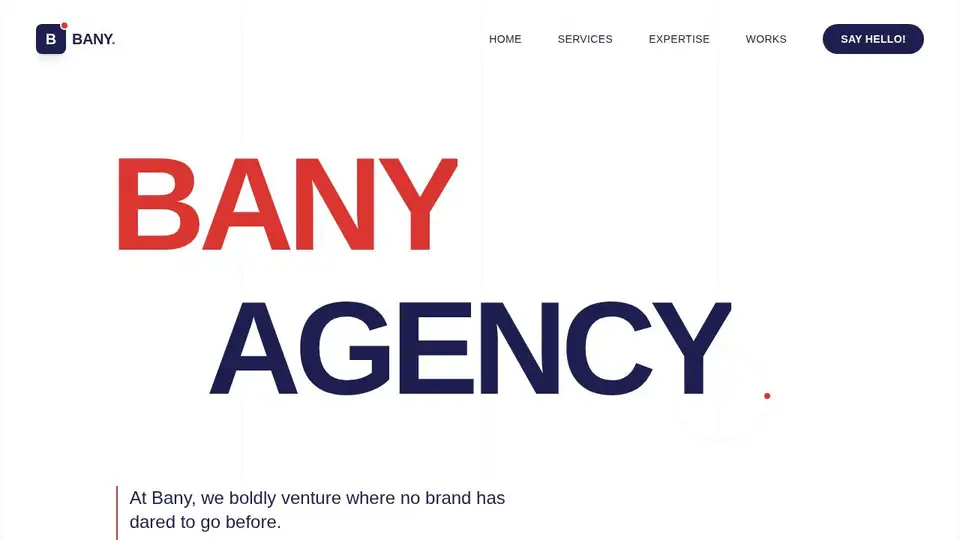 B BANY.
HOME SERVICES EXPERTISE WORKS SAY HELLO!
BANY
AGENCY
At Bany, we boldly venture where no brand has
dared to go before.